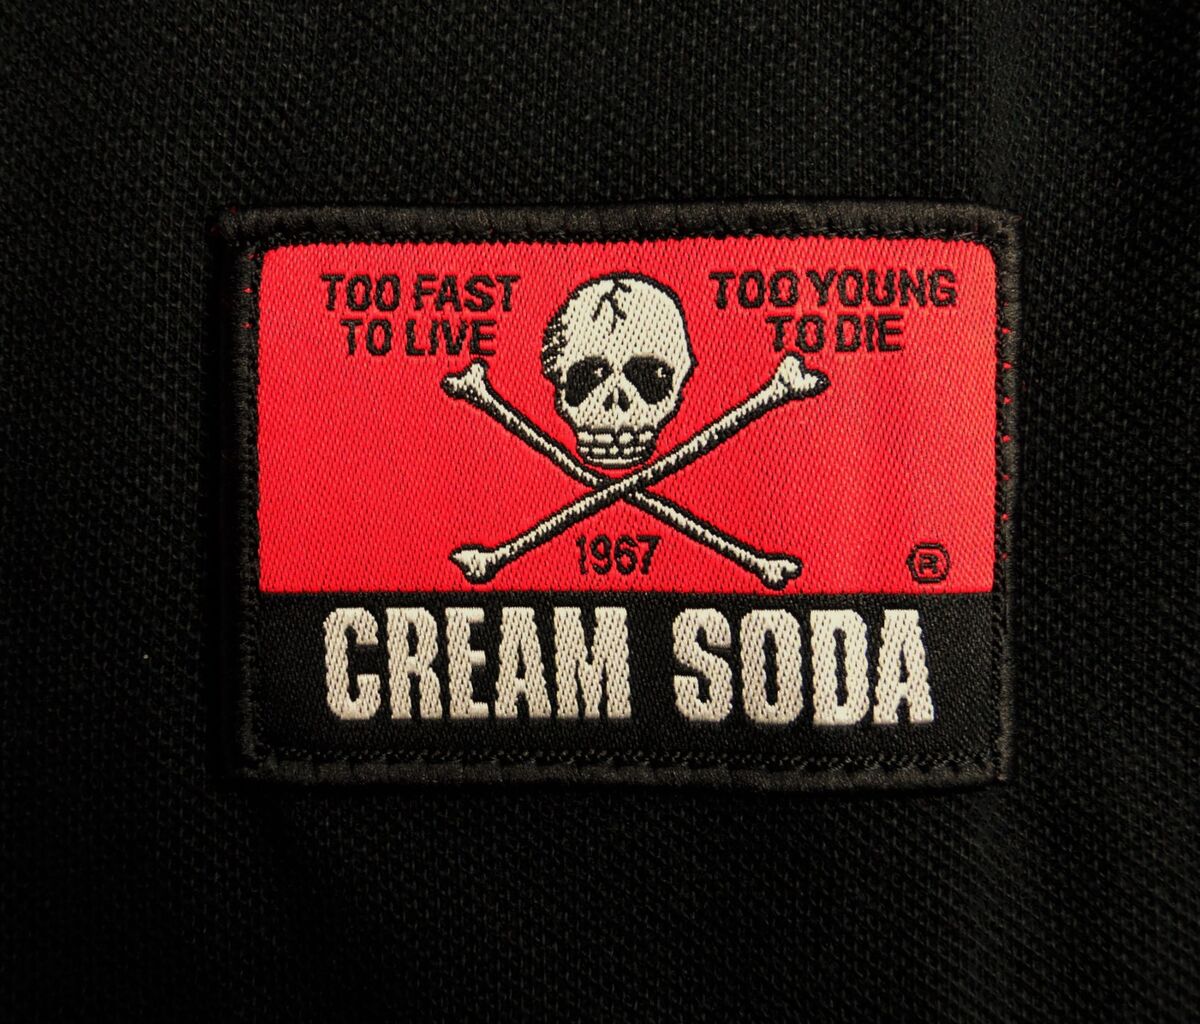 TOO FAST
TO LIVE
TOO YOUNG
TO DIE
1967
®
CREAM SODA